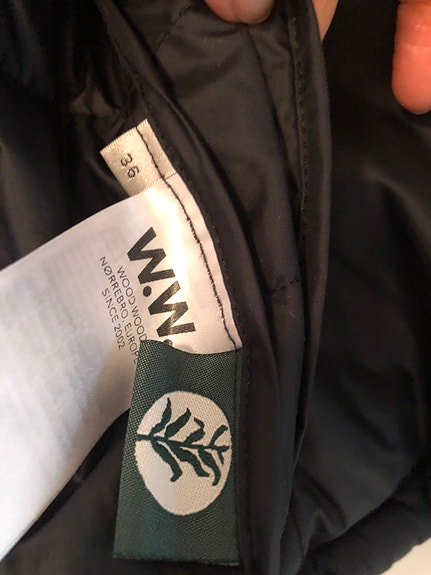 36
W.W.
WOOD WOOD
NØRREBRO, EUROPE
SINCE 2002